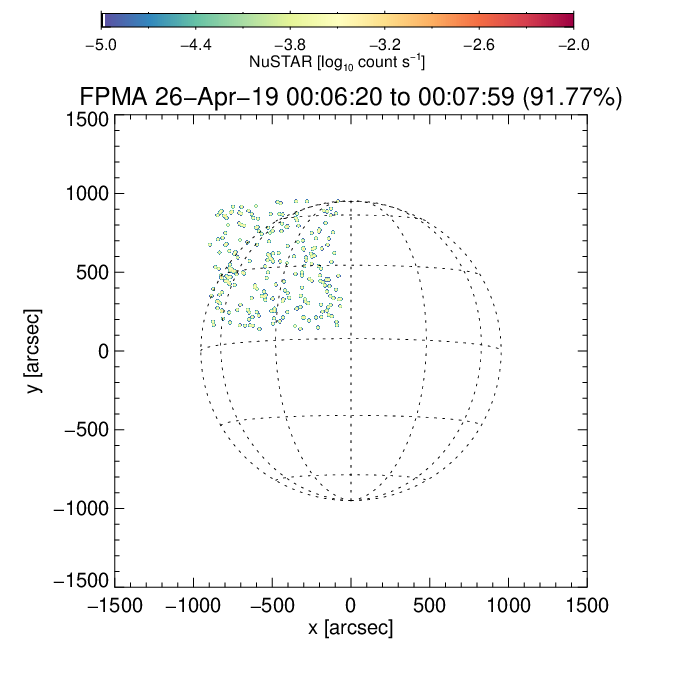 −5.0 −4.4 −3.8 −3.2 −2.6 −2.0
NuSTAR [log10 count s−1]
FPMA 26−Apr−19 00:06:20 to 00:07:59 (91.77%)
1500
1000
500
0
−500
−1000
−1500
y [arcsec]
−1500 −1000 −500 0 500 1000 1500
x [arcsec]